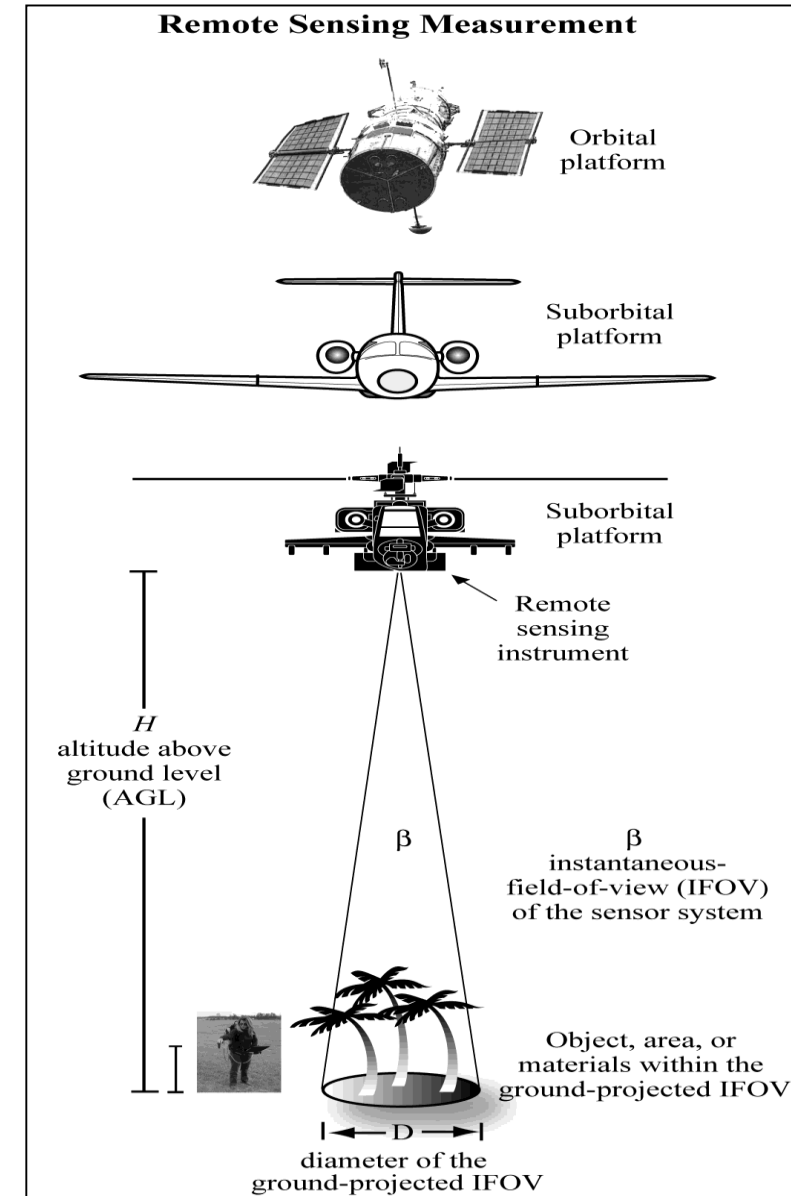 Remote Sensing Measurement
Orbital
platform
Suborbital
platform
Suborbital
platform
Remote
sensing
instrument
H
altitude above
ground level
(AGL)
β
β
instantaneous-
field-of-view (IFOV)
of the sensor system
Object, area, or
materials within the
ground-projected IFOV
D
diameter of the
ground-projected IFOV